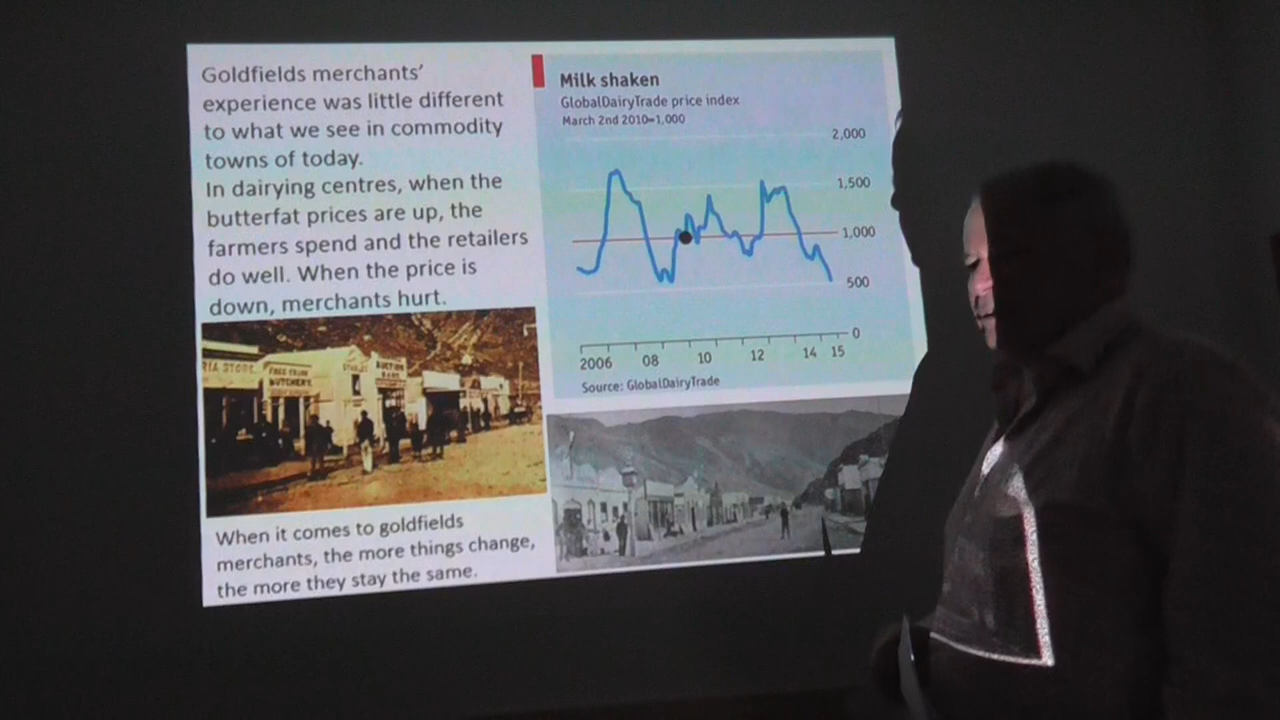 Goldfields merchants'
experience was little different
to what we see in commodity
towns of today.
In dairying centres, when the
butterfat prices are up, the
farmers spend and the retailers
do well. When the price is
down, merchants hurt.
Milk shaken
GlobalDairyTrade price index
March 2nd 2010=1,000
2,000
1,500
1,000
500
0
2006 08 10 12 14 15
Source: GlobalDairyTrade
RIA STORE
FREE TRADE
BUTCHERY
AUCTION
MART
When it comes to goldfields
merchants, the more things change,
the more they stay the same.